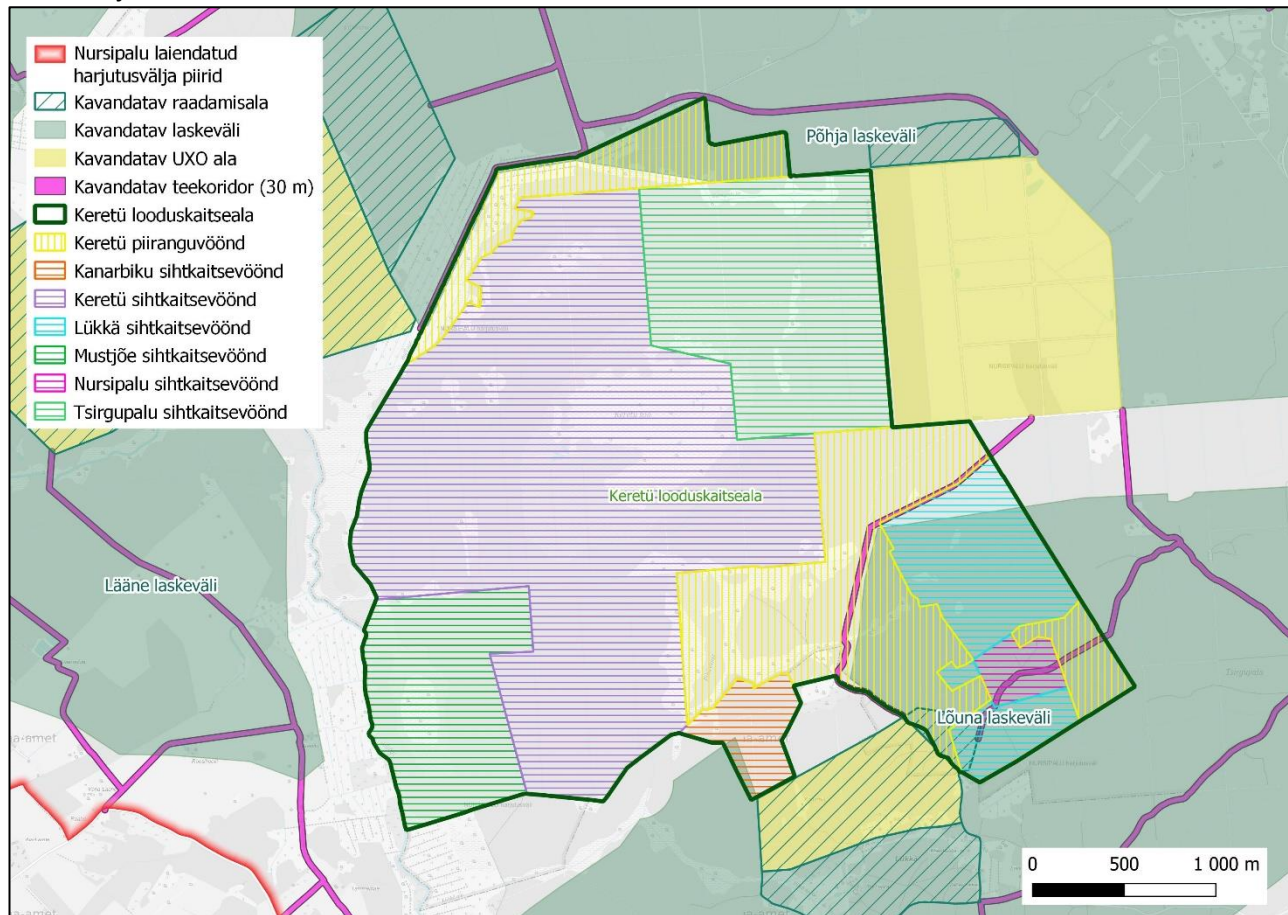 Nursipalu laiendatud
harjutusvälja piirid
Kavandatav raadamisala
Kavandatav laskeväli
Kavandatav UXO ala
Kavandatav teekoridor (30 m)
Keretü looduskaitseala
Keretü piiranguvöönd
Kanarbiku sihtkaitsevöönd
Keretü sihtkaitsevöönd
Lükkä sihtkaitsevöönd
Mustjõe sihtkaitsevöönd
Nursipalu sihtkaitsevöönd
Tsirgupalu sihtkaitsevöönd
Põhja laskeväli
Keretü looduskaitseala
Lääne laskeväli
Lõuna laskeväli
0 500 1 000 m